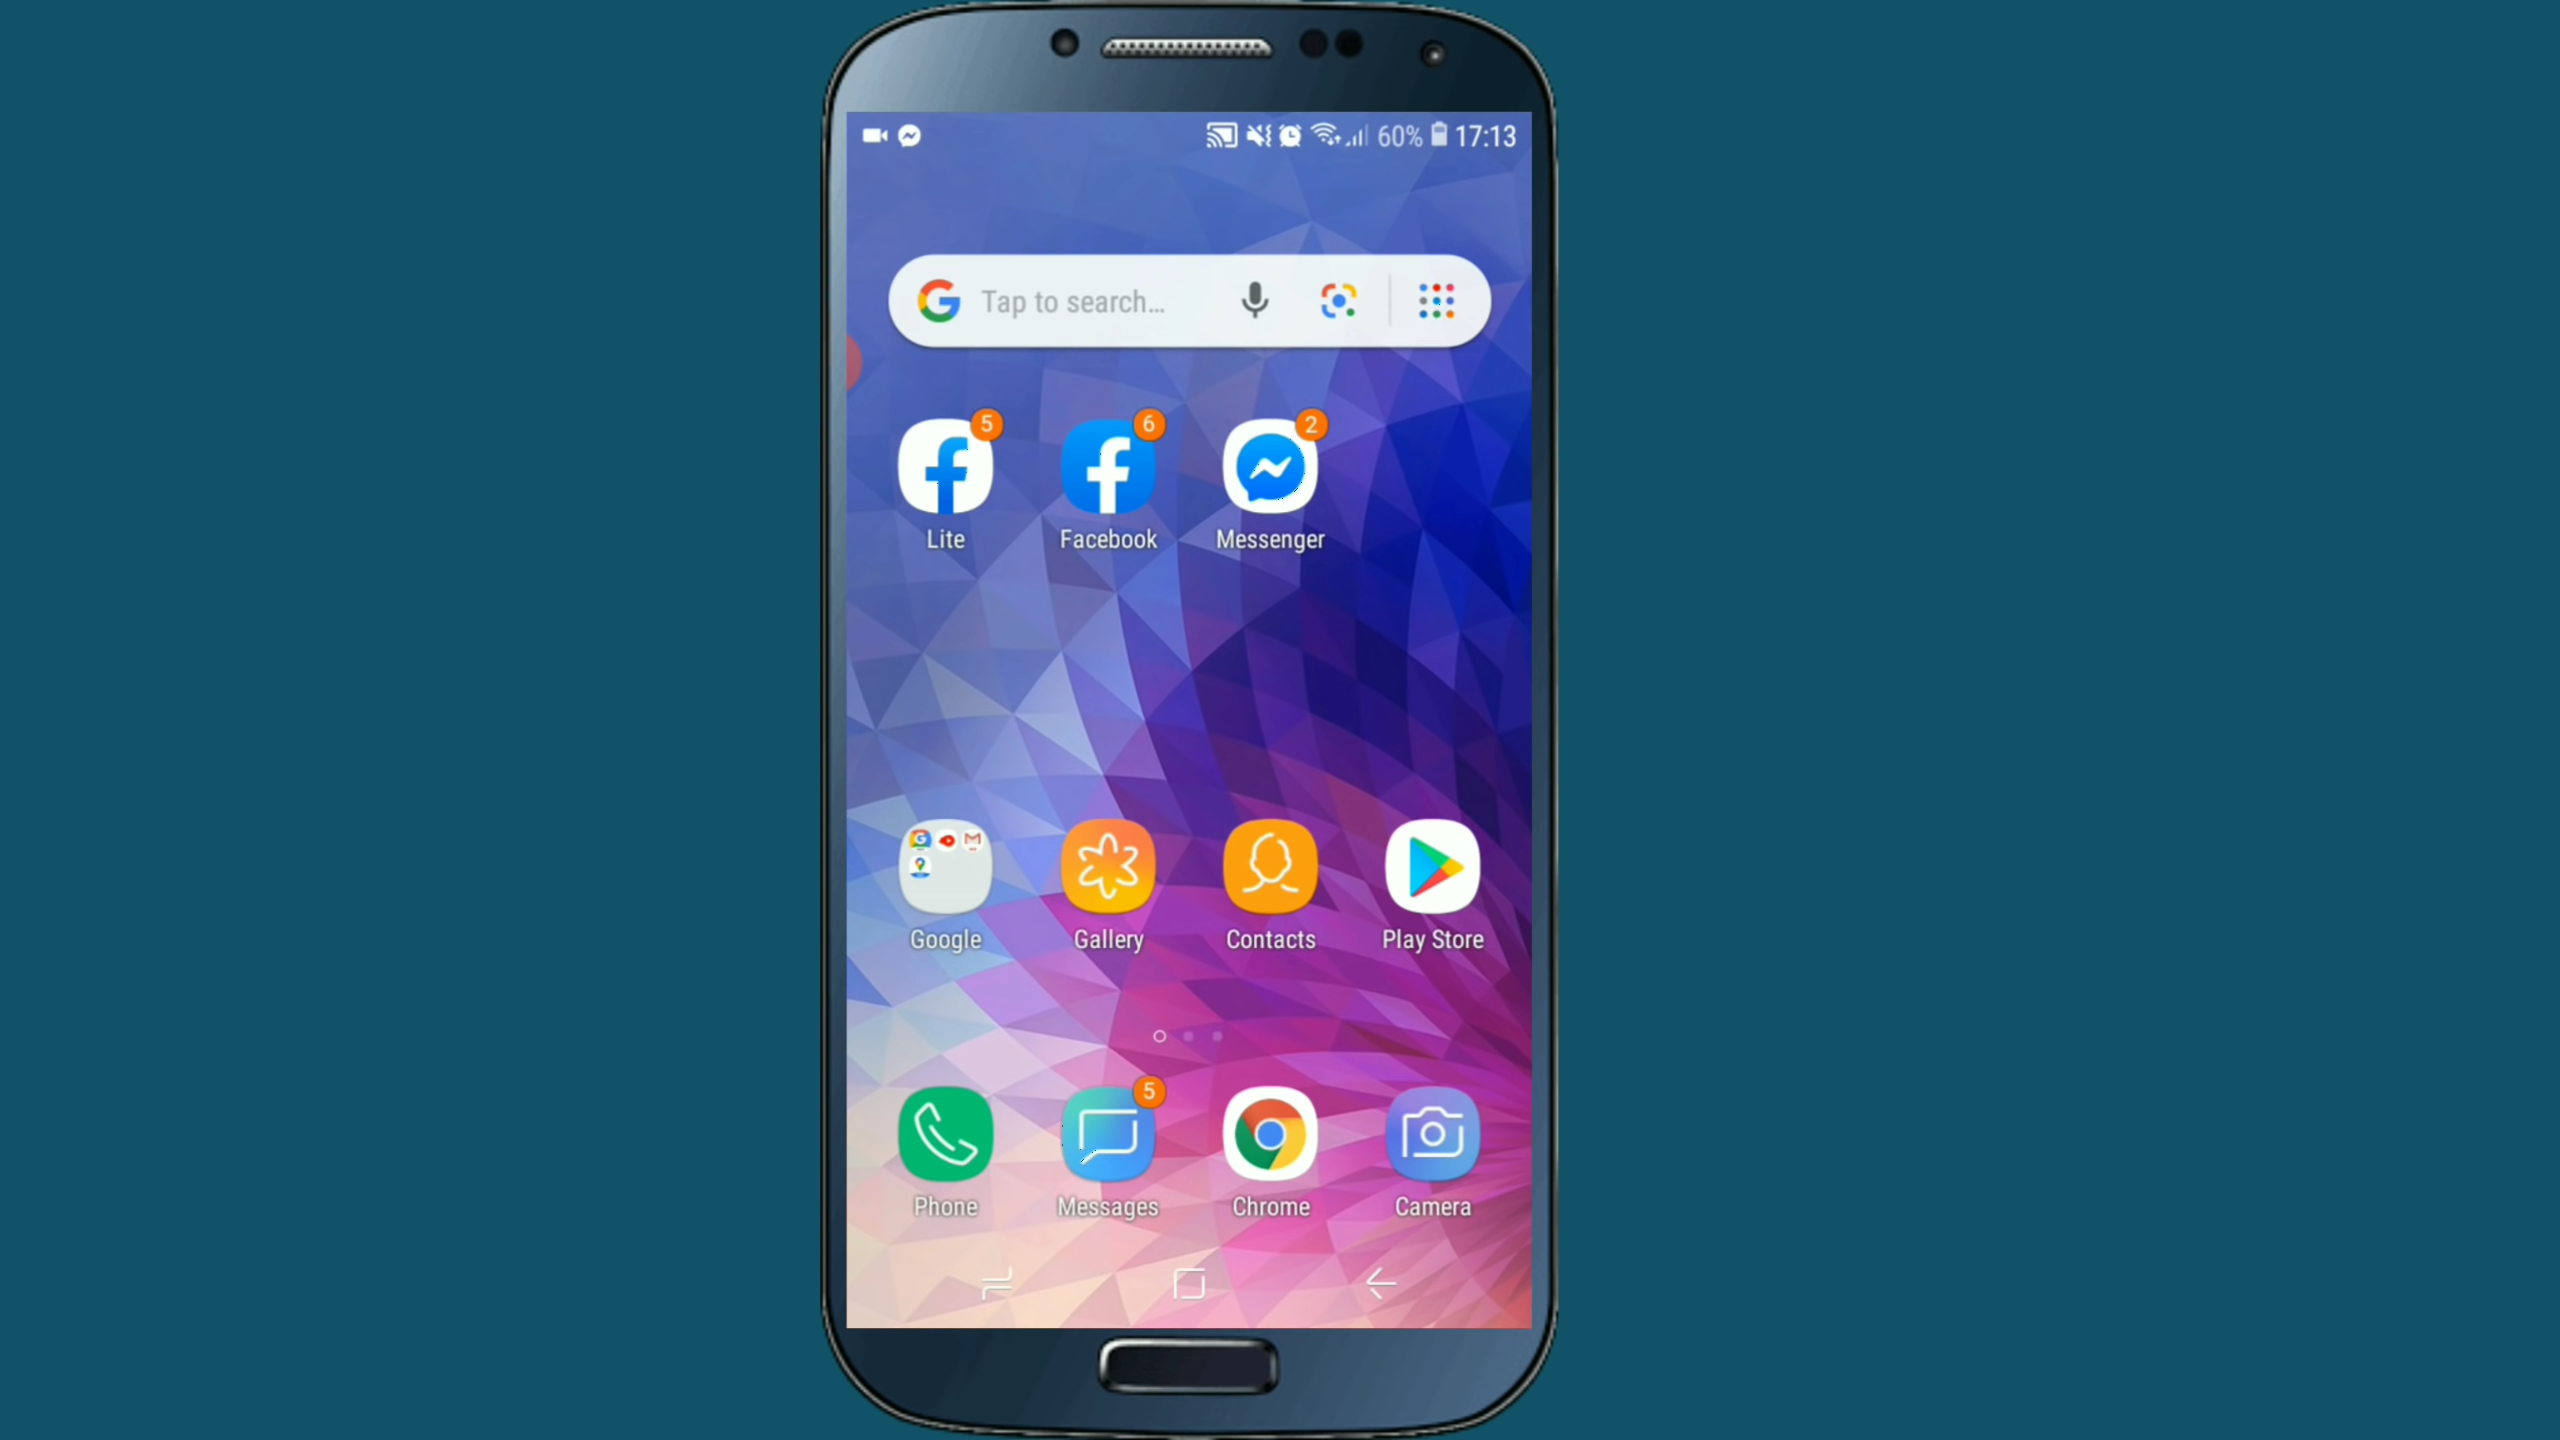 60% 17:13
Tap to search...
5 6 2
Lite Facebook Messenger
Google Gallery Contacts Play Store
5
Phone Messages Chrome Camera